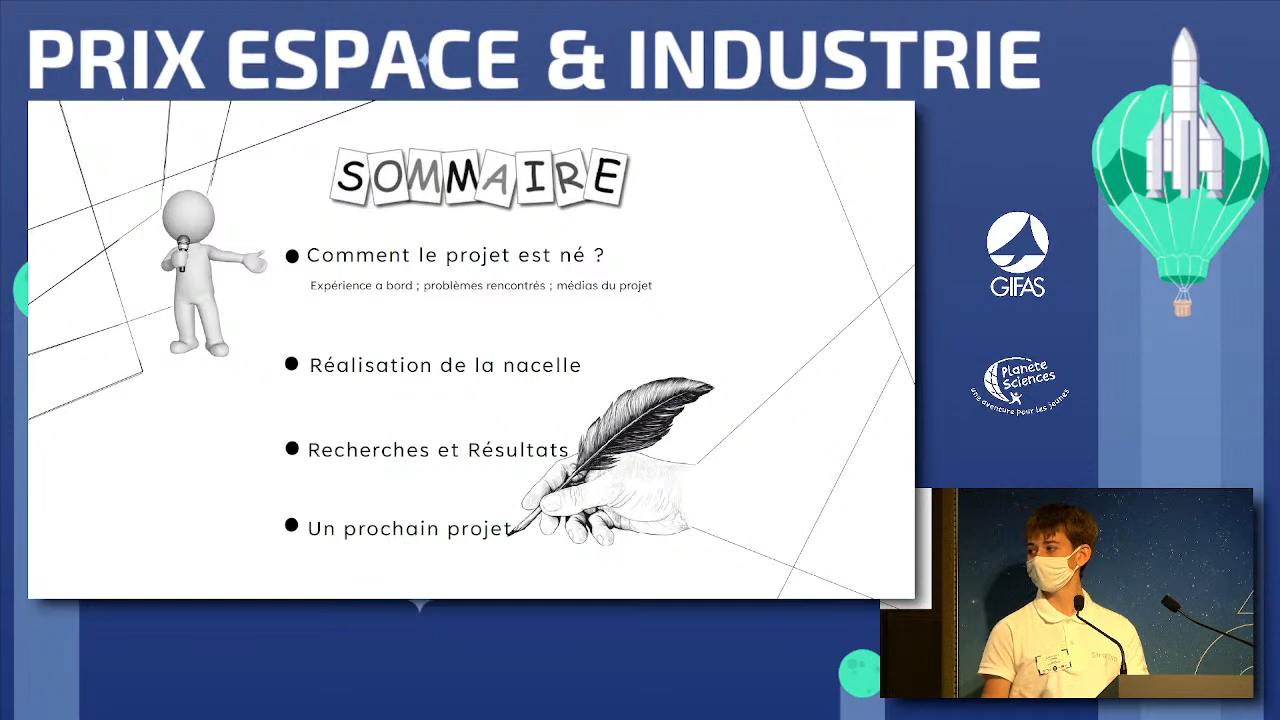 PRIX ESPACE & INDUSTRIE
SOMMAIRE
Comment le projet est né ?
Expérience a bord ; problèmes rencontrés ; médias du projet
Réalisation de la nacelle
Recherches et Résultats
Un prochain projet
GIFAS
Planète
Sciences
une aventure pour les jeunes